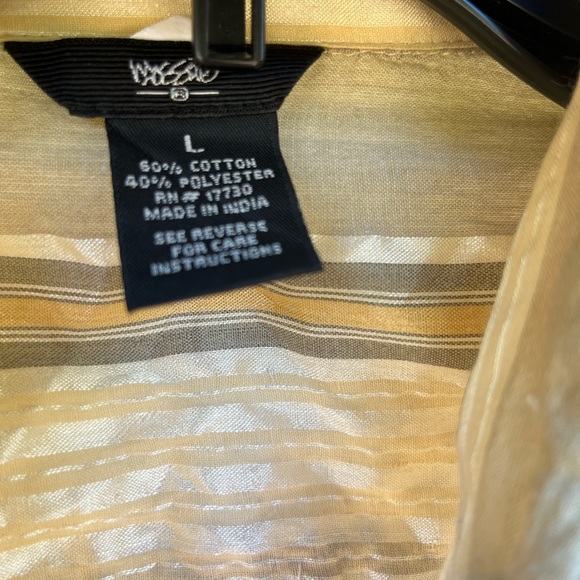 MOSSIMO
L
60% COTTON
40% POLYESTER
RN# 17730
MADE IN INDIA
SEE REVERSE
FOR CARE
INSTRUCTIONS